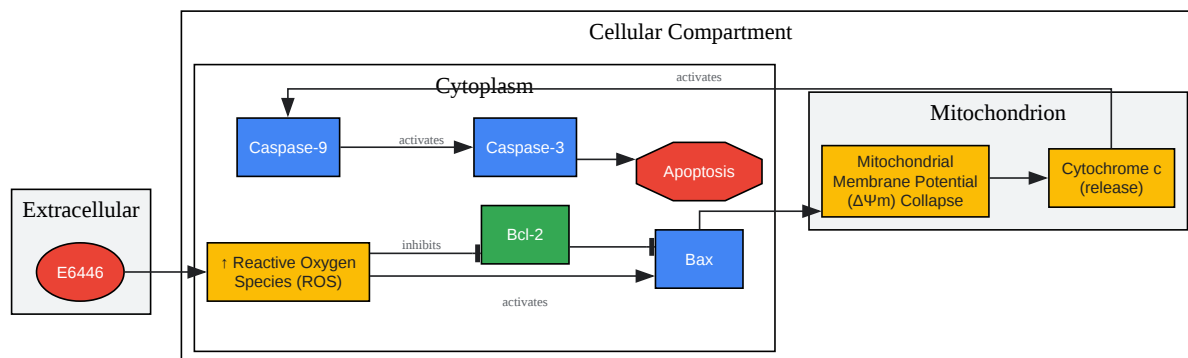 Cellular Compartment
Cytoplasm
activates
Mitochondrion
Caspase-9
activates
Caspase-3
Apoptosis
Mitochondrial
Membrane Potential
(ΔΨm) Collapse
Cytochrome c
(release)
Extracellular
E6446
↑ Reactive Oxygen
Species (ROS)
inhibits
Bcl-2
Bax
activates